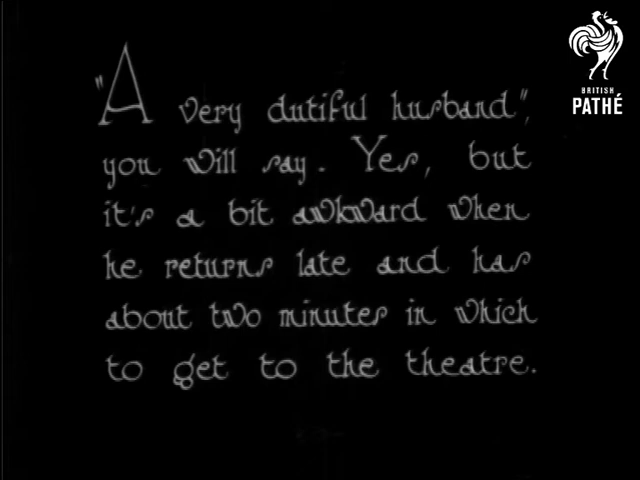 BRITISH
PATHÉ
"A very dutiful husband",
you will say. Yes, but
it's a bit awkward when
he returns late and has
about two minutes in which
to get to the theatre.